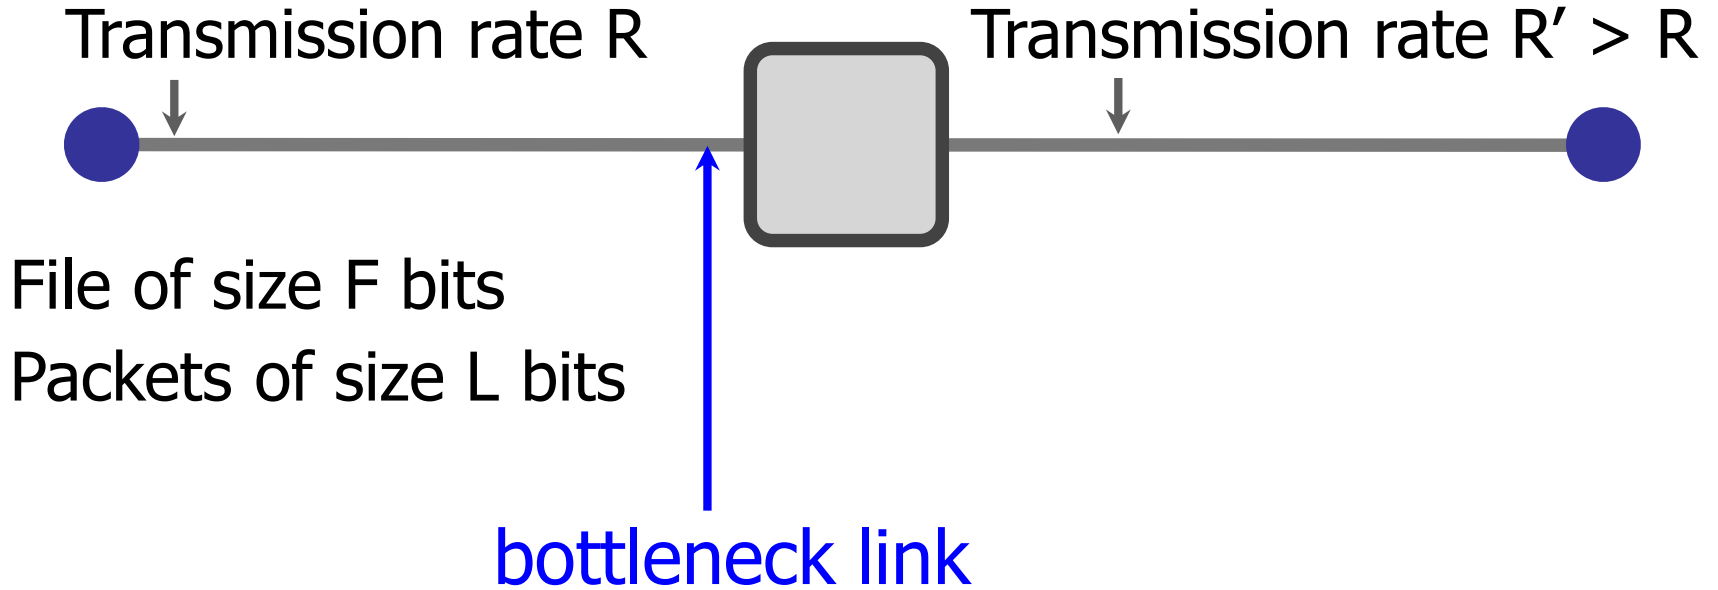 Transmission rate R
Transmission rate R′ > R
File of size F bits
Packets of size L bits
bottleneck link